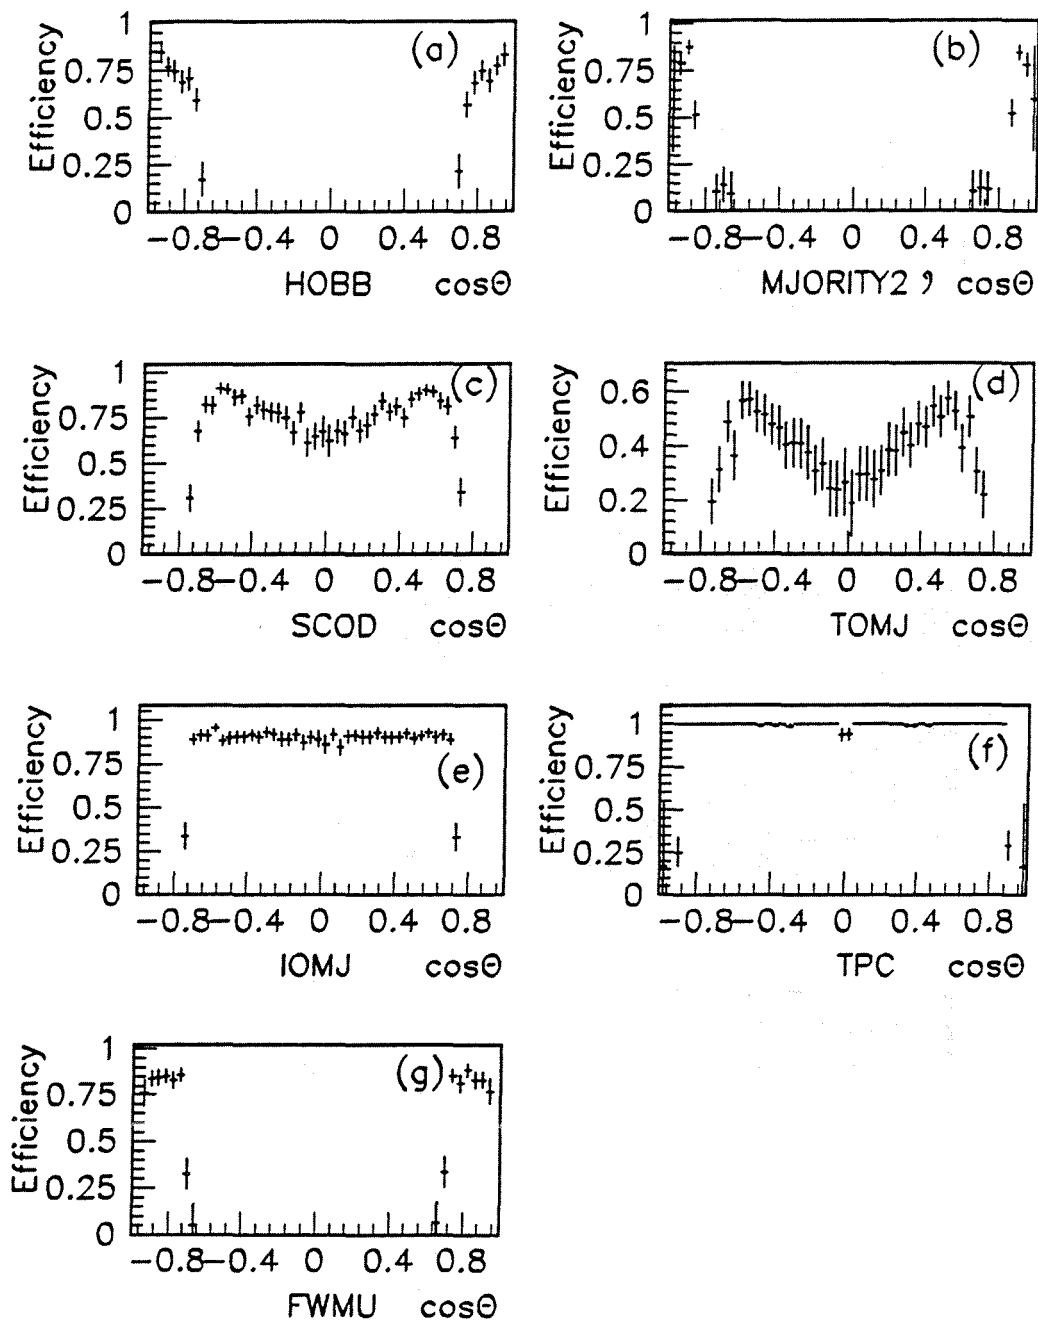 (a)
Efficiency
1
0.75
0.5
0.25
0
−0.8 −0.4 0 0.4 0.8
HOBB cosΘ
(b)
Efficiency
1
0.75
0.5
0.25
0
−0.8 −0.4 0 0.4 0.8
MJORITY2 , cosΘ
(c)
Efficiency
1
0.75
0.5
0.25
0
−0.8 −0.4 0 0.4 0.8
SCOD cosΘ
(d)
Efficiency
0.6
0.4
0.2
0
−0.8 −0.4 0 0.4 0.8
TOMJ cosΘ
(e)
Efficiency
1
0.75
0.5
0.25
0
−0.8 −0.4 0 0.4 0.8
IOMJ cosΘ
(f)
Efficiency
1
0.75
0.5
0.25
0
−0.8 −0.4 0 0.4 0.8
TPC cosΘ
(g)
Efficiency
1
0.75
0.5
0.25
0
−0.8 −0.4 0 0.4 0.8
FWMU cosΘ